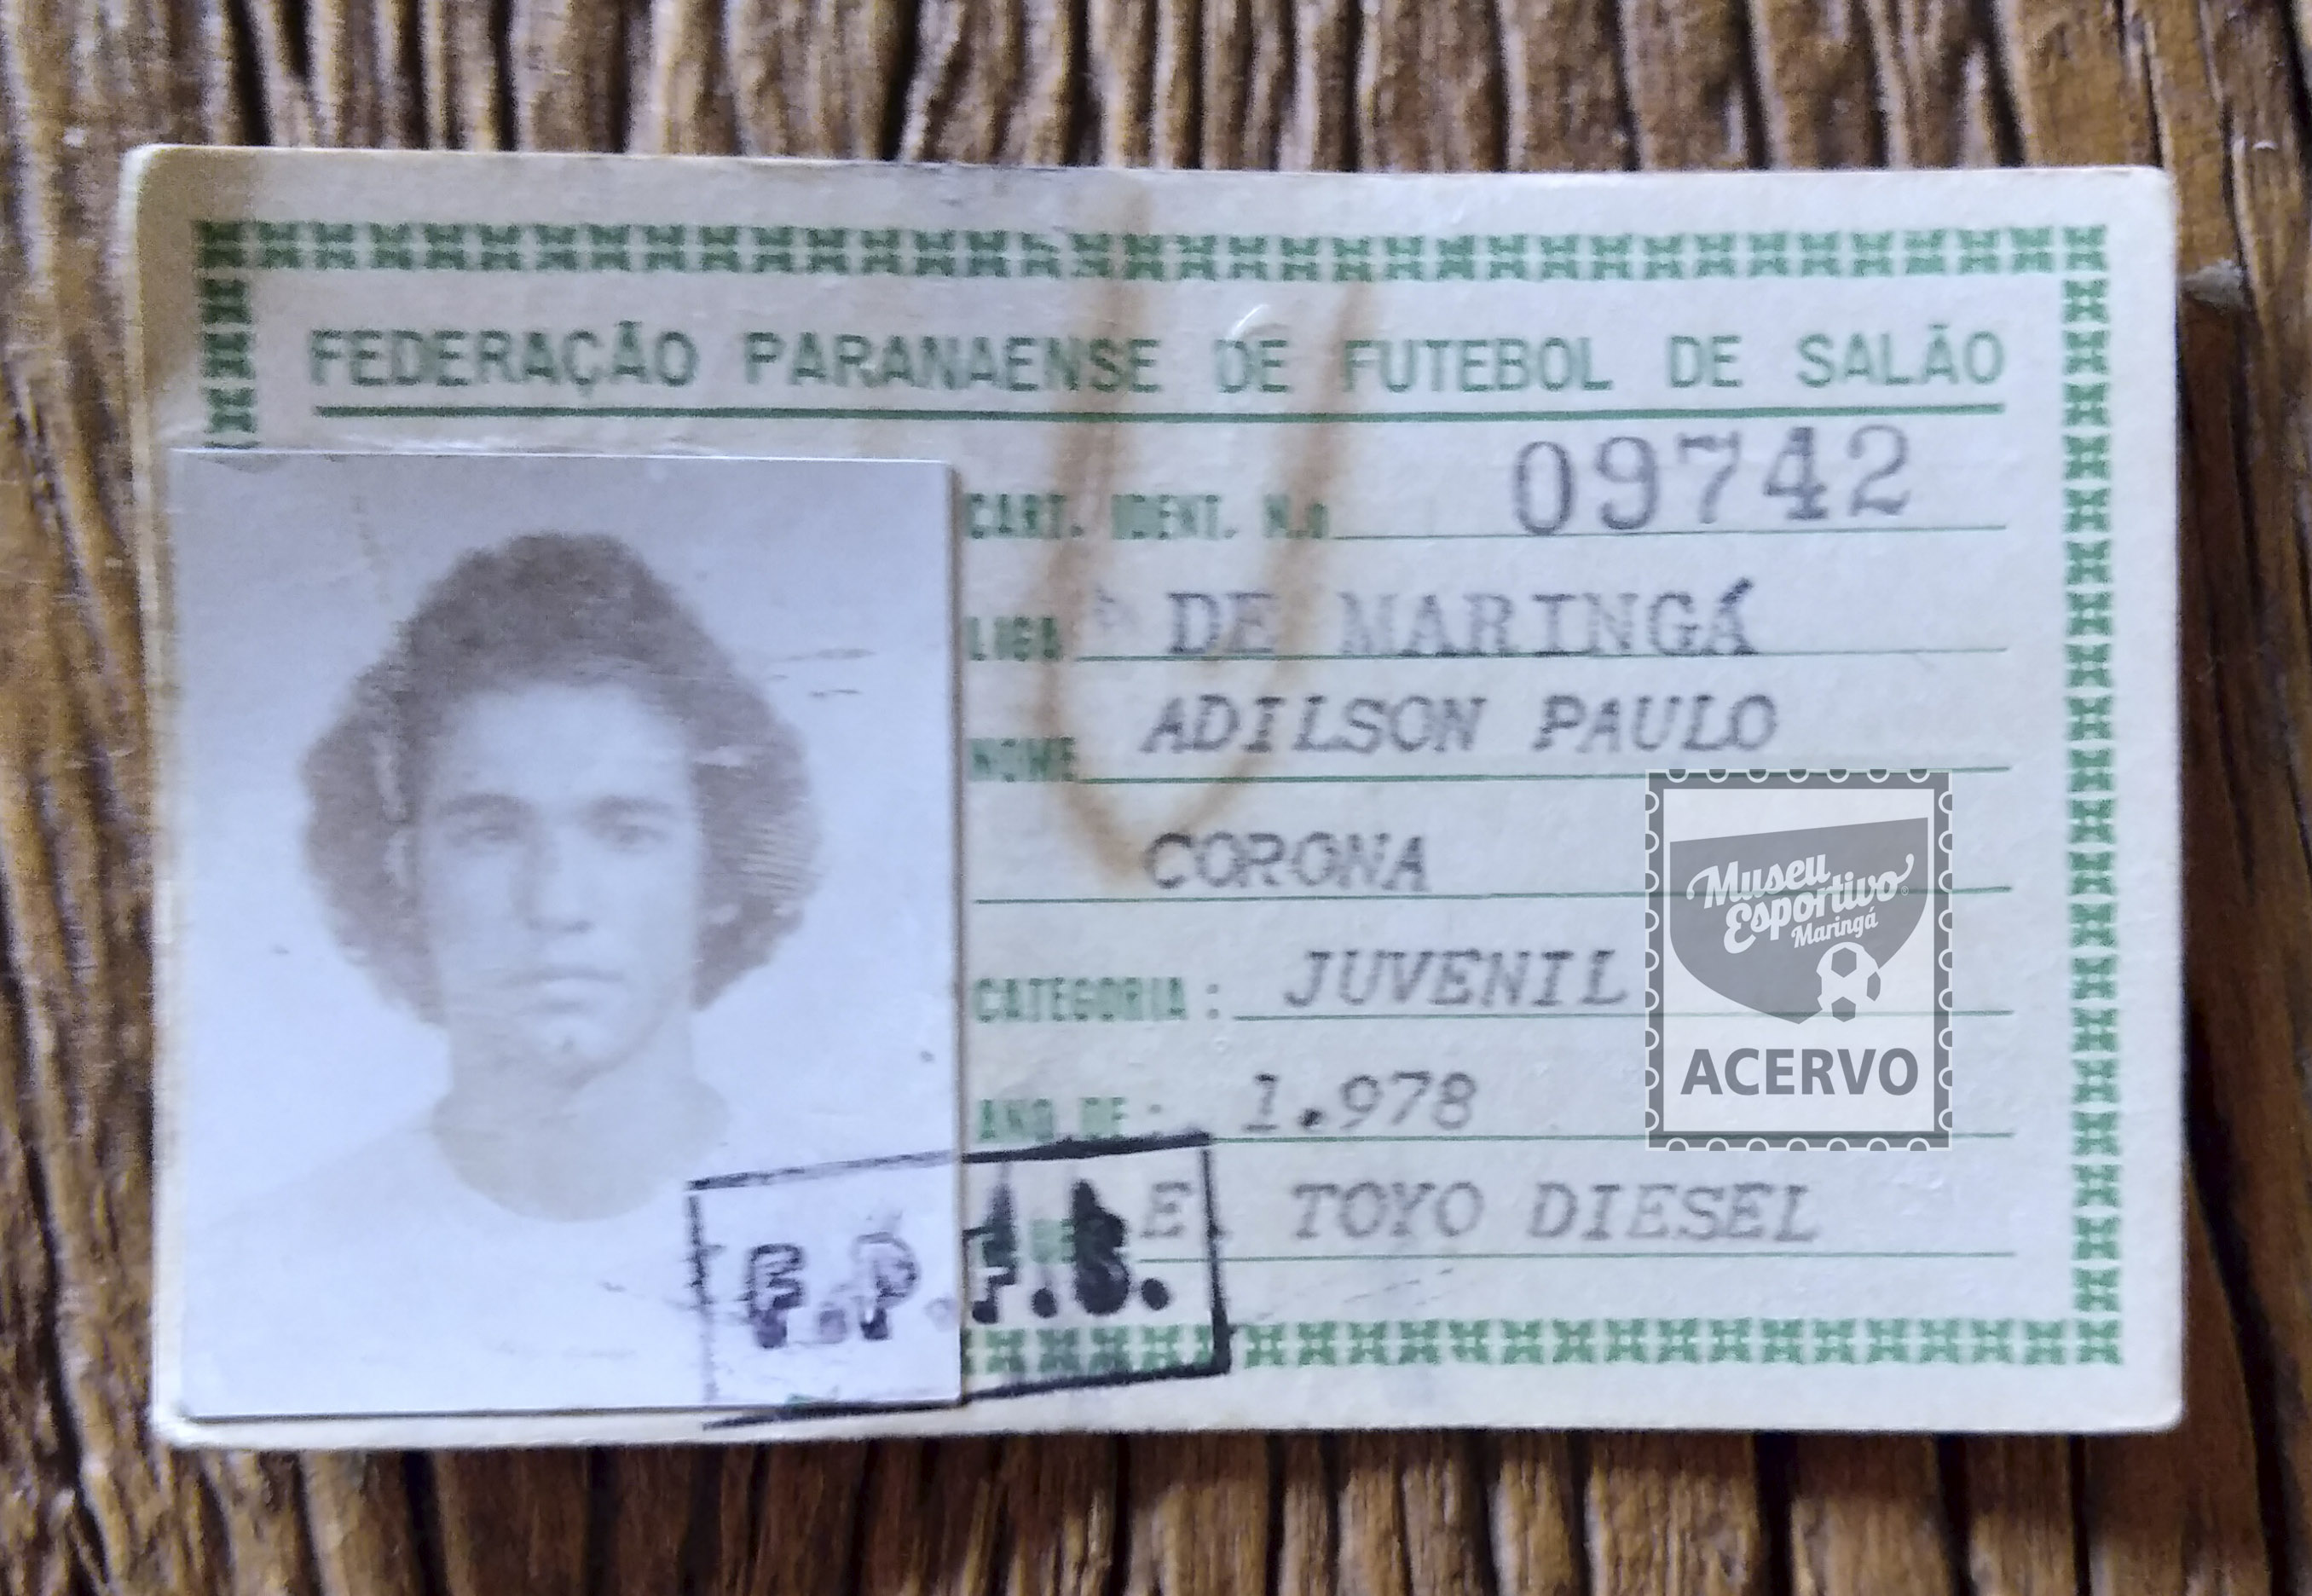 FEDERAÇÃO PARANAENSE DE FUTEBOL DE SALÃO
CART. IDENT. N.o 09742
LIGA DE MARINGÁ
NOME ADILSON PAULO
CORONA
CATEGORIA: JUVENIL
ANO DE: 1.978
E. TOYO DIESEL
F.P.F.S.
Museu
Esportivo
Maringá
ACERVO